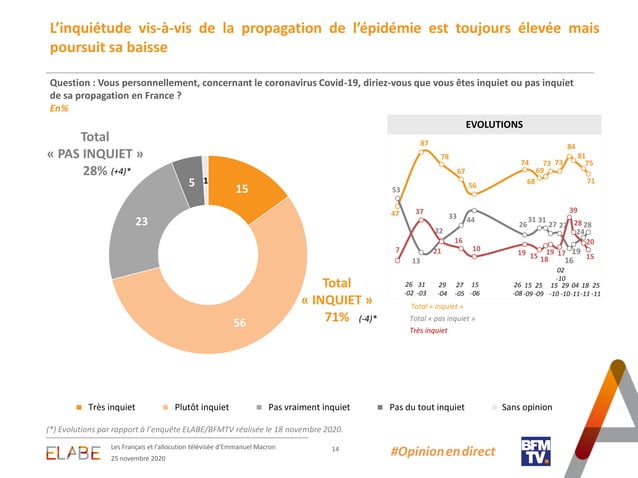 L'inquiétude vis-à-vis de la propagation de l'épidémie est toujours élevée mais
poursuit sa baisse
Question : Vous personnellement, concernant le coronavirus Covid-19, diriez-vous que vous êtes inquiet ou pas inquiet
de sa propagation en France ?
En%
Total
« PAS INQUIET »
28% (+4)*
5
1
15
23
56
Total
« INQUIET »
71% (-4)*
EVOLUTIONS
87
78
67
56
74
68
69
73
73
84
81
75
71
53
47
37
33
44
22
26
31
31
27
27
39
28
28
24
20
7
13
21
16
10
19
15
18
19
17
16
19
15
02
-10
26 31 29 27 15 26 15 25 15 29 04 18 25
-02 -03 -04 -05 -06 -08 -09 -09 -10 -10 -11 -11 -11
Total « inquiet »
Total « pas inquiet »
Très inquiet
Très inquiet
Plutôt inquiet
Pas vraiment inquiet
Pas du tout inquiet
Sans opinion
(*) Evolutions par rapport à l'enquête ELABE/BFMTV réalisée le 18 novembre 2020.
ELABE
Les Français et l'allocution télévisée d'Emmanuel Macron
25 novembre 2020
14
#Opinionendirect
BFM
TV.